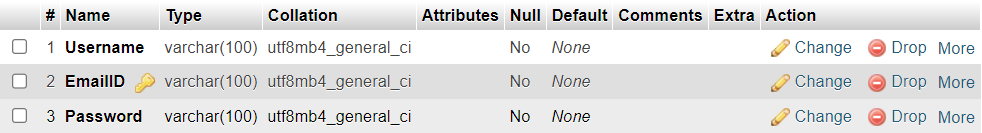 # Name Type Collation Attributes Null Default Comments Extra Action
1 Username varchar(100) utf8mb4_general_ci No None Change Drop More
2 EmailID varchar(100) utf8mb4_general_ci No None Change Drop More
3 Password varchar(100) utf8mb4_general_ci No None Change Drop More